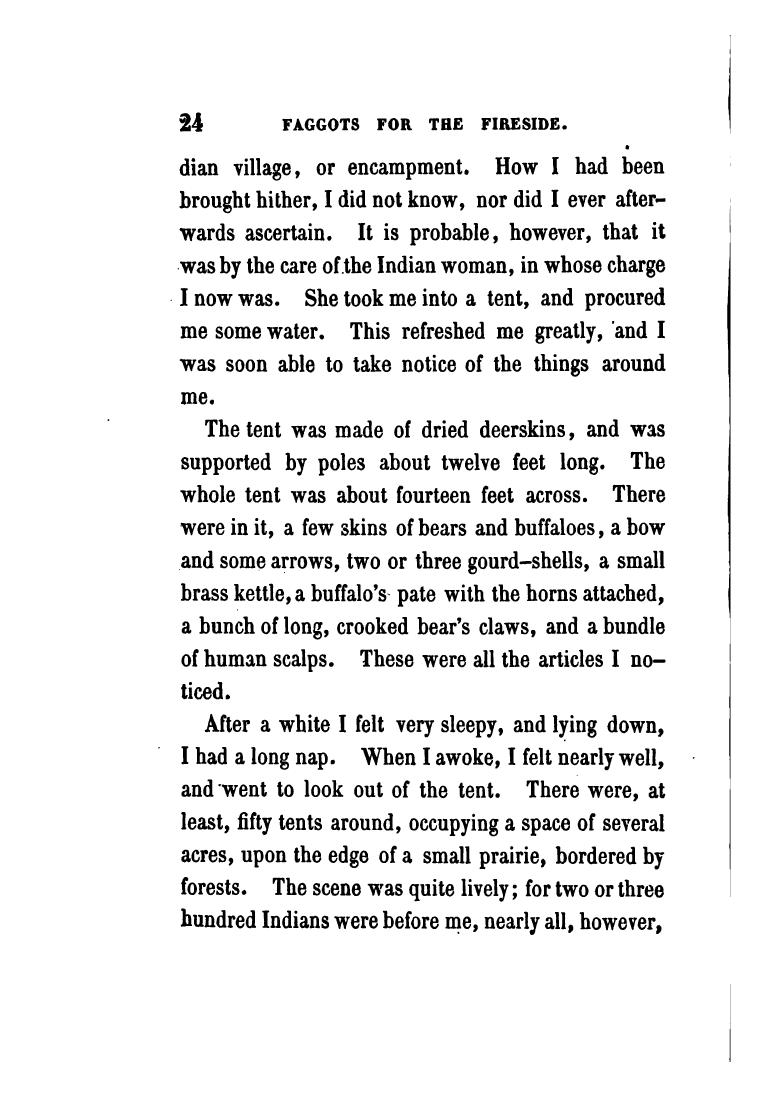 24 FAGGOTS FOR THE FIRESIDE.
dian village, or encampment. How I had been
brought hither, I did not know, nor did I ever after-
wards ascertain. It is probable, however, that it
was by the care of the Indian woman, in whose charge
I now was. She took me into a tent, and procured
me some water. This refreshed me greatly, and I
was soon able to take notice of the things around
me.
The tent was made of dried deerskins, and was
supported by poles about twelve feet long. The
whole tent was about fourteen feet across. There
were in it, a few skins of bears and buffaloes, a bow
and some arrows, two or three gourd-shells, a small
brass kettle, a buffalo's pate with the horns attached,
a bunch of long, crooked bear's claws, and a bundle
of human scalps. These were all the articles I no-
ticed.
After a white I felt very sleepy, and lying down,
I had a long nap. When I awoke, I felt nearly well,
and went to look out of the tent. There were, at
least, fifty tents around, occupying a space of several
acres, upon the edge of a small prairie, bordered by
forests. The scene was quite lively; for two or three
hundred Indians were before me, nearly all, however,